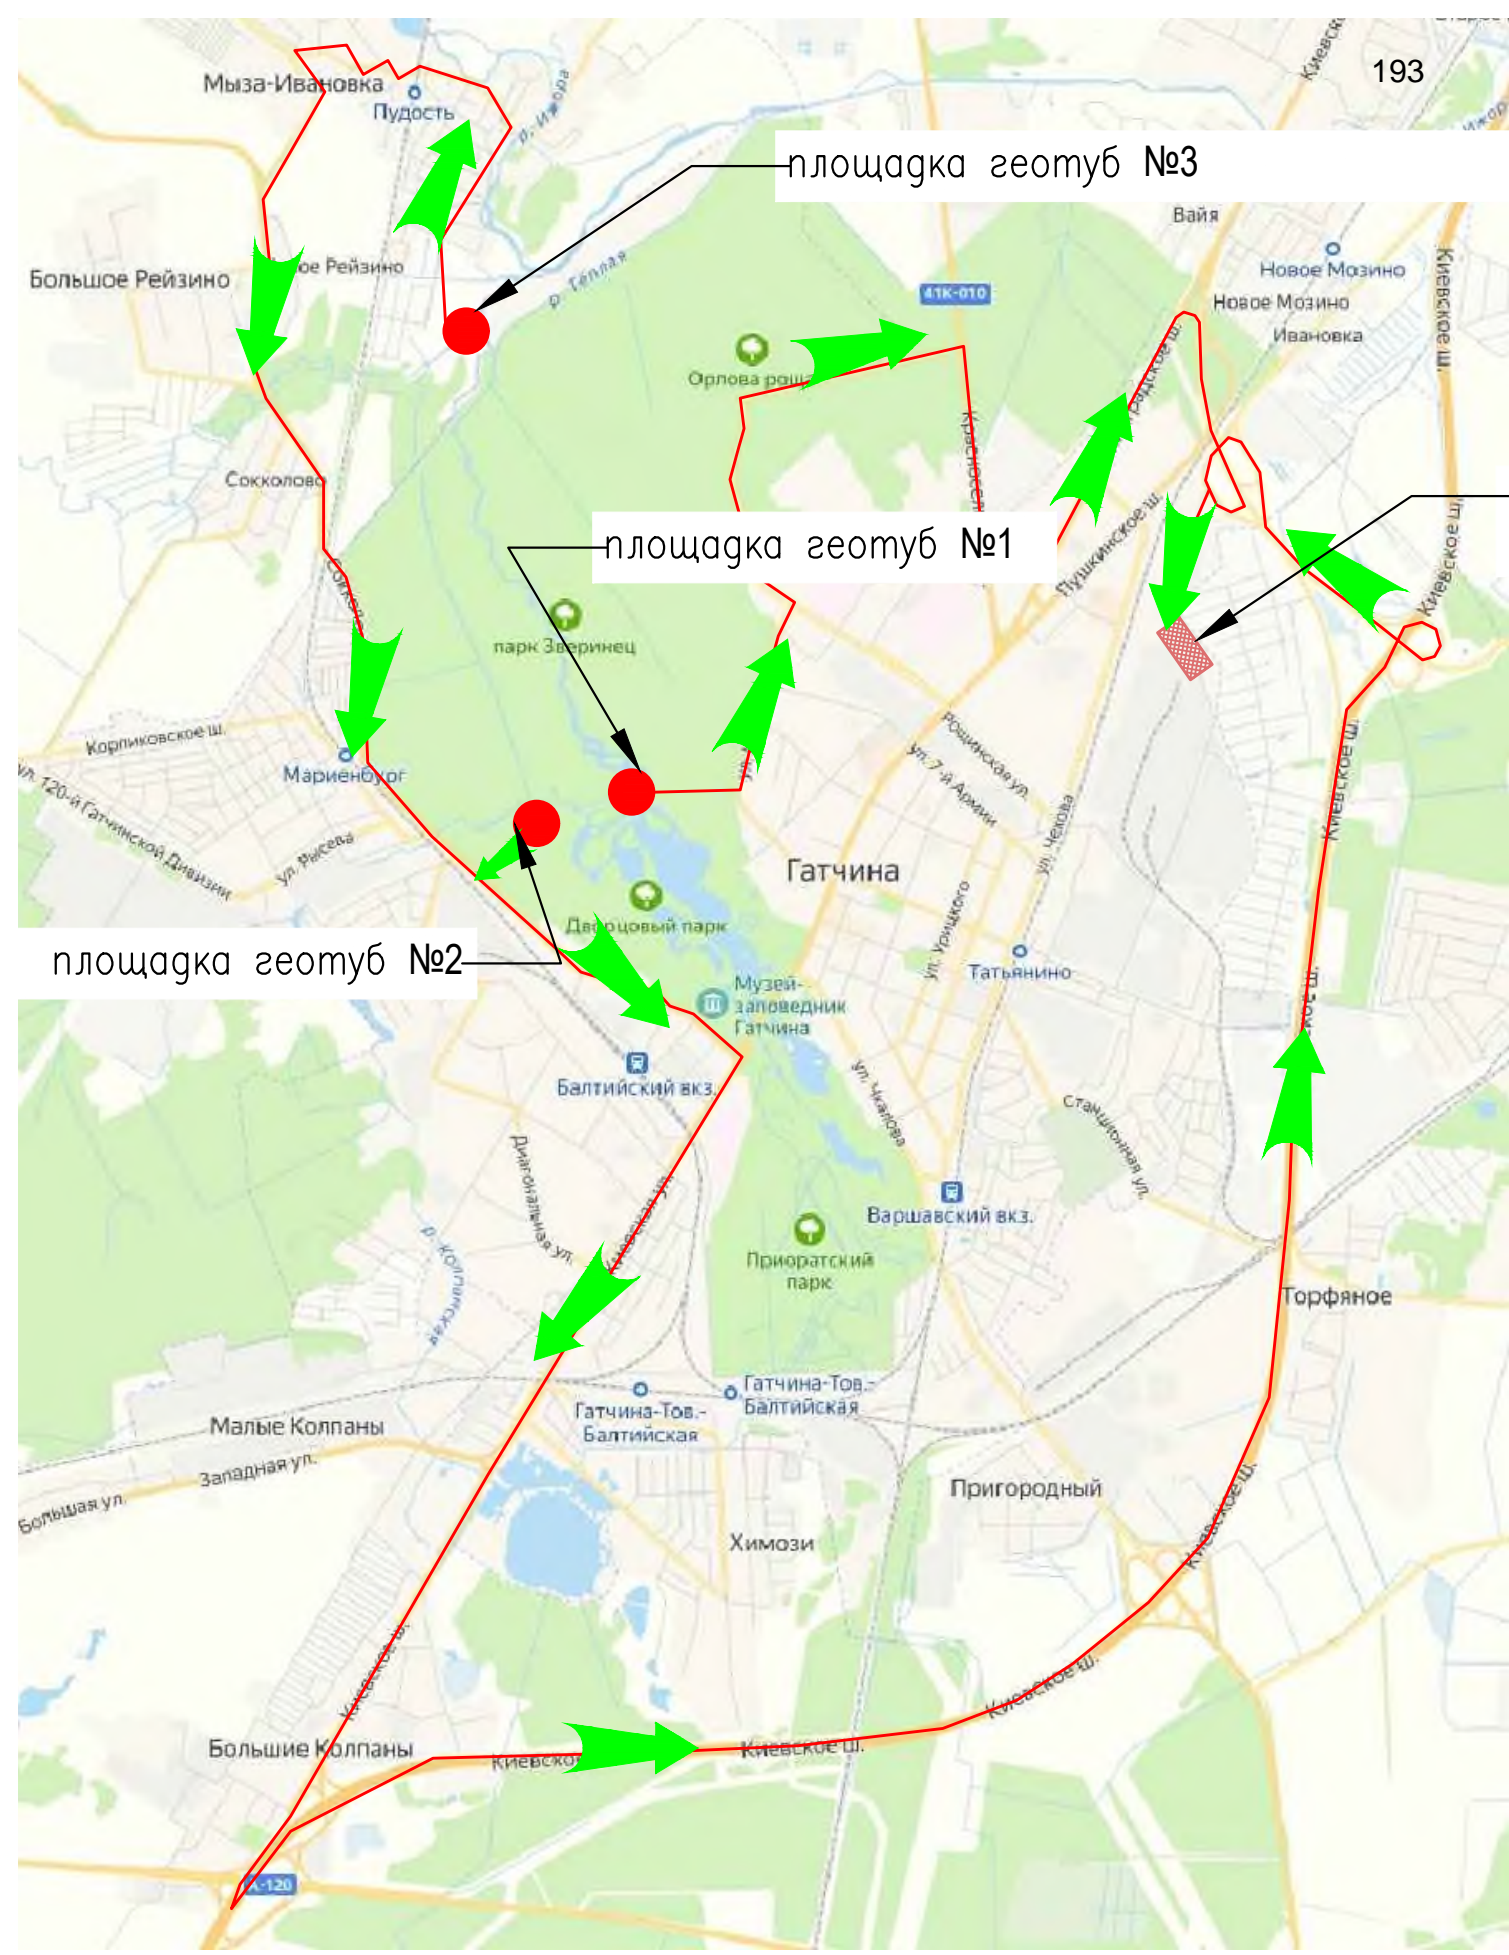 193
Мыза-Ивановка
Пудость
р. Ижора
площадка геотуб №3
Вайя
Новое Мозино
Новое Мозино
Ивановка
Киевское ш.
Большое Рейзино
р. Тёплая
41К-010
Орлова
Сокколово
Пушкинское ш.
Киевское ш.
площадка геотуб №1
парк Зверинец
Корпиковское ш.
Мариенбург
ул. 120-й Гатчинской Дивизии
ул. Рысева
Рощинская ул.
ул. 7-й Армии
ул. Чехова
Киевское ш.
Гатчина
Дворцовый парк
ул. Урицкого
Татьянино
площадка геотуб №2
Музей-
заповедник
Гатчина
Балтийский вкз.
ул. Чкалова
Станционная ул.
Диагональная ул.
Киевская ул.
р. Колпанская
Варшавский вкз.
Приоратский
парк
Торфяное
Гатчина-Тов.-
Балтийская
Гатчина-Тов.-
Балтийская
Малые Колпаны
Западная ул.
Большая ул.
Пригородный
Химози
Киевское ш.
Киевское ш.
Киевское ш.
Большие Колпаны
Киевское ш.
А-120